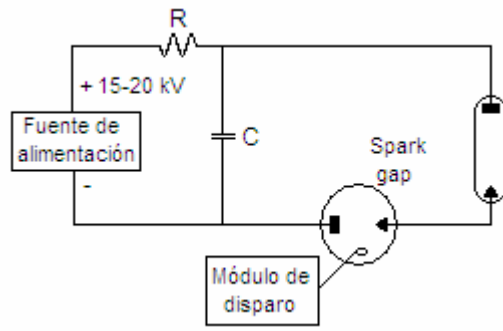 R
+ 15-20 kV
Fuente de
alimentación
-
C
Spark
gap
Módulo de
disparo